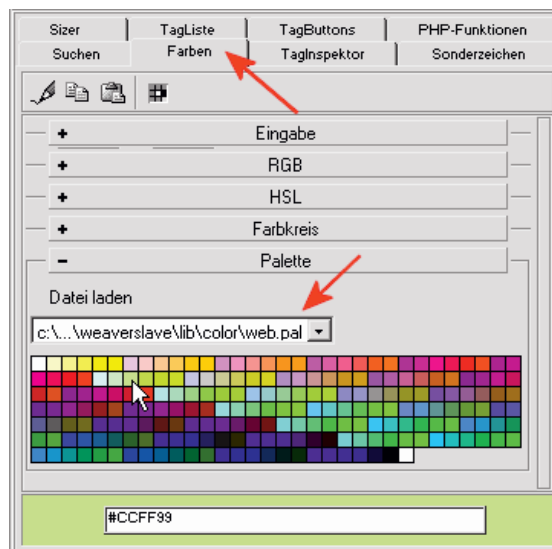 Sizer TagListe TagButtons PHP-Funktionen
Suchen Farben TagInspektor Sonderzeichen
+ Eingabe
+ RGB
+ HSL
+ Farbkreis
- Palette
Datei laden
c:\...\weaverslave\lib\color\web.pal
#CCFF99